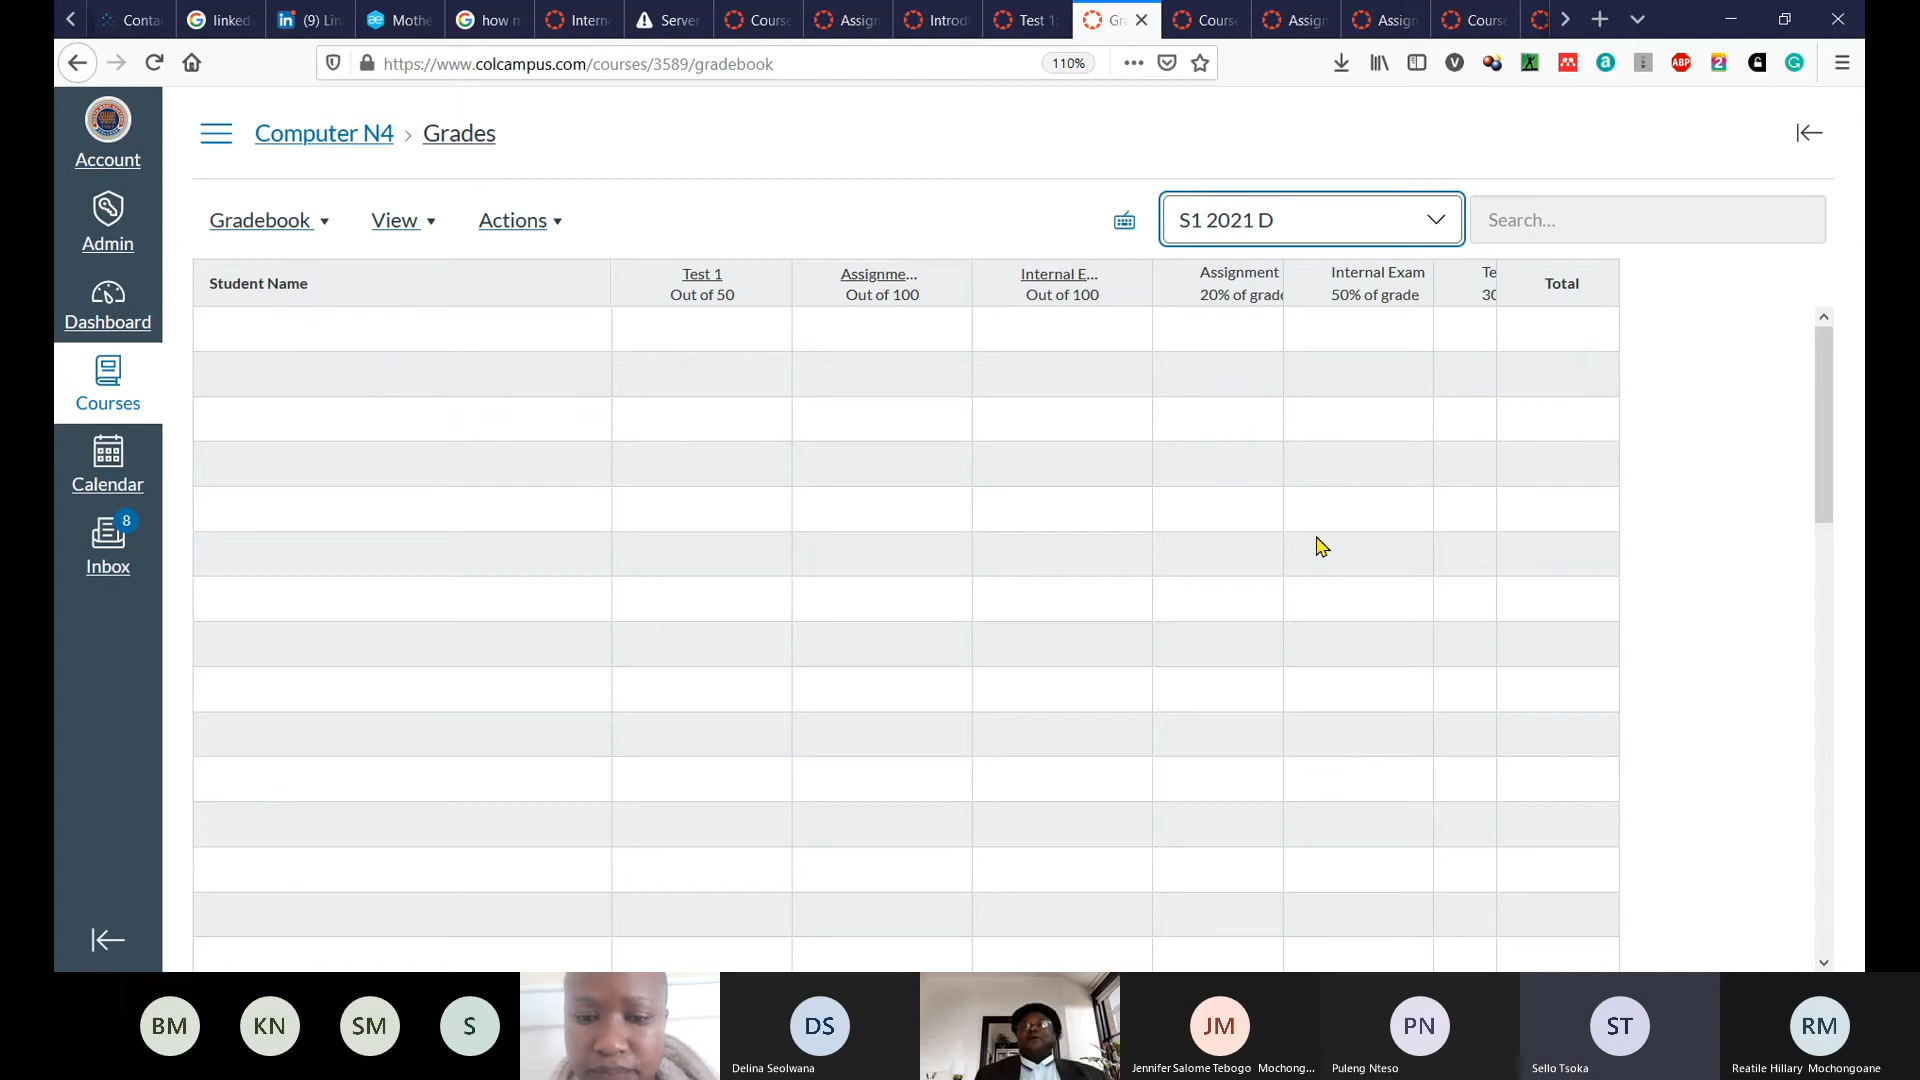 Conta
linked
(9) Lin
Mothe
how m
Intern
Server
Course
Assign
Introd
Test 1:
Gra
Course
Assign
Assign
Course
https://www.colcampus.com/courses/3589/gradebook
110%
Account
Admin
Dashboard
Courses
Calendar
8
Inbox
Computer N4 > Grades
Gradebook View Actions
S1 2021 D
Search...
Student Name
Test 1
Out of 50
Assignme...
Out of 100
Internal E...
Out of 100
Assignment
20% of grade
Internal Exam
50% of grade
Te
30
Total
BM
KN
SM
S
DS
Delina Seolwana
JM
Jennifer Salome Tebogo Mochong...
PN
Puleng Nteso
ST
Sello Tsoka
RM
Reatile Hillary Mochongoane